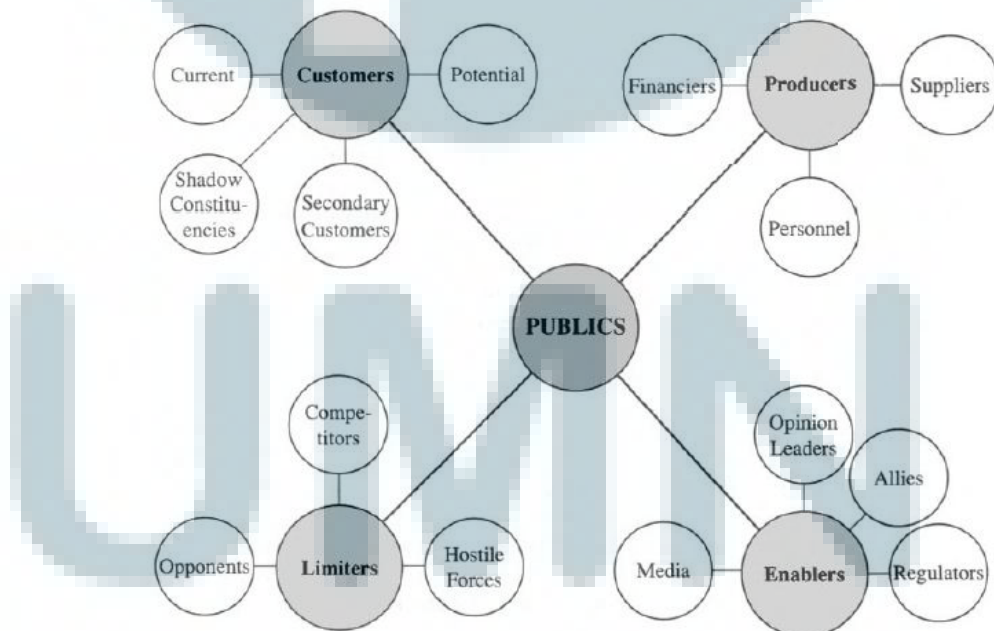 Current
Customers
Potential
Shadow
Constitu-
encies
Secondary
Customers
Financiers
Producers
Suppliers
Personnel
PUBLICS
Compe-
titors
Opponents
Limiters
Hostile
Forces
Opinion
Leaders
Allies
Media
Enablers
Regulators
UMN